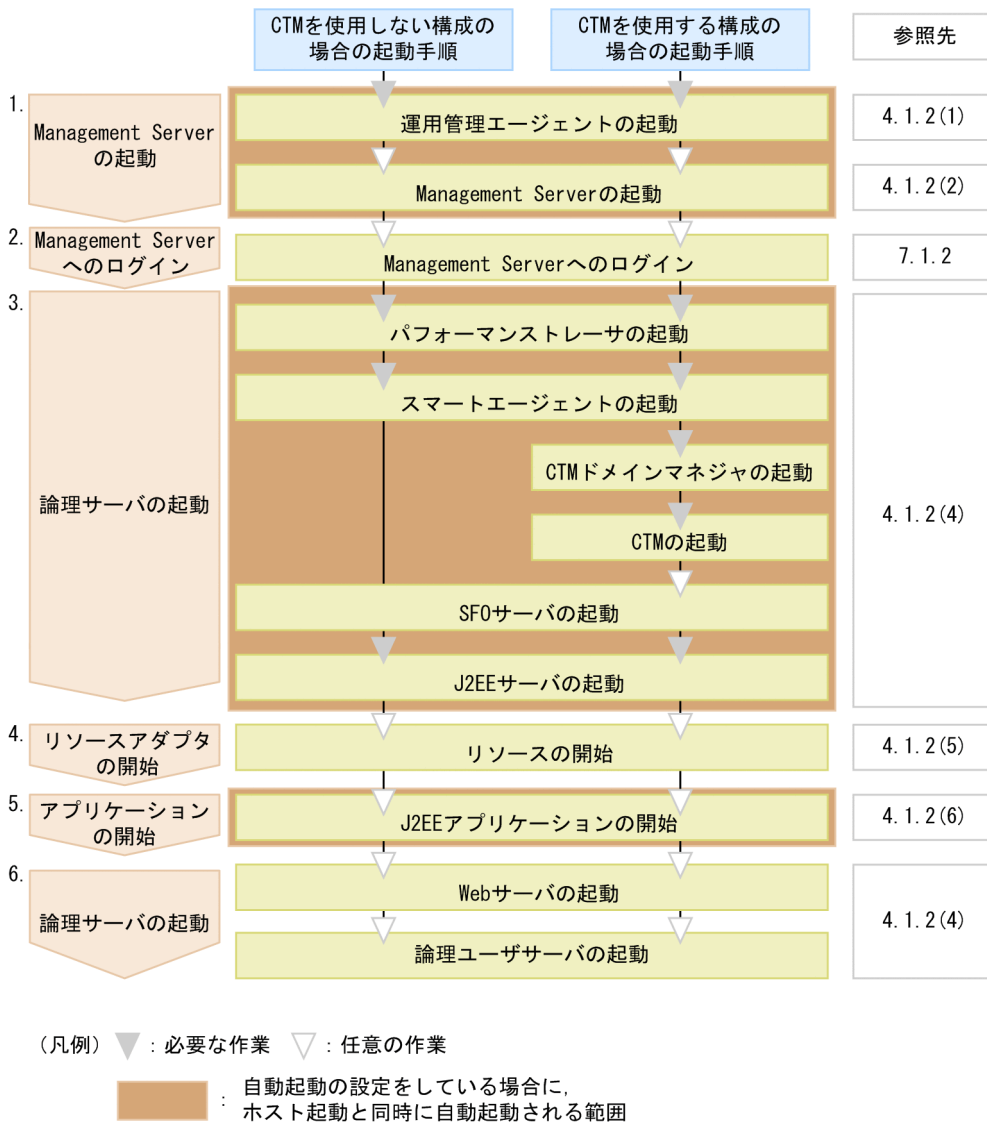 CTMを使用しない構成の
場合の起動手順
CTMを使用する構成の
場合の起動手順
参照先
1.
Management Server
の起動
運用管理エージェントの起動
4.1.2(1)
Management Serverの起動
4.1.2(2)
2.
Management Server
へのログイン
Management Serverへのログイン
7.1.2
3.
論理サーバの起動
パフォーマンストレーサの起動
スマートエージェントの起動
CTMドメインマネジャの起動
CTMの起動
SFOサーバの起動
J2EEサーバの起動
4.1.2(4)
4.
リソースアダプタ
の開始
リソースの開始
4.1.2(5)
5.
アプリケーション
の開始
J2EEアプリケーションの開始
4.1.2(6)
6.
論理サーバの起動
Webサーバの起動
論理ユーザサーバの起動
4.1.2(4)
(凡例) : 必要な作業 : 任意の作業
: 自動起動の設定をしている場合に,
ホスト起動と同時に自動起動される範囲